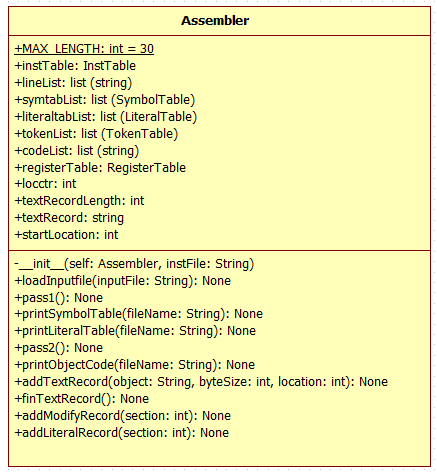 Assembler
+MAX_LENGTH: int = 30
+instTable: InstTable
+lineList: list (string)
+symtabList: list (SymbolTable)
+literaltabList: list (LiteralTable)
+tokenList: list (TokenTable)
+codeList: list (string)
+registerTable: RegisterTable
+locctr: int
+textRecordLength: int
+textRecord: string
+startLocation: int
-__init__(self: Assembler, instFile: String)
+loadInputfile(inputFile: String): None
+pass1(): None
+printSymbolTable(fileName: String): None
+printLiteralTable(fileName: String): None
+pass2(): None
+printObjectCode(fileName: String): None
+addTextRecord(object: String, byteSize: int, location: int): None
+finTextRecord(): None
+addModifyRecord(section: int): None
+addLiteralRecord(section: int): None